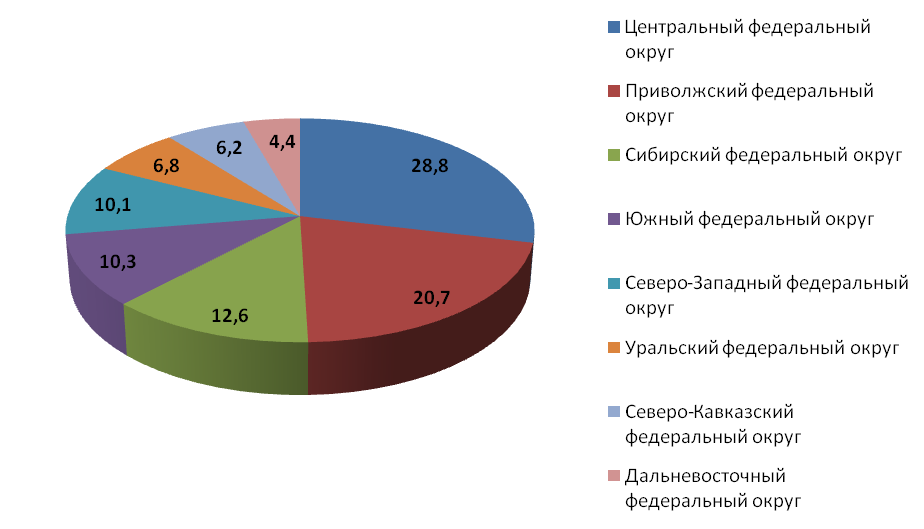 28,8
20,7
12,6
10,3
10,1
6,8
6,2
4,4
Центральный федеральный
округ
Приволжский федеральный
округ
Сибирский федеральный округ
Южный федеральный округ
Северо-Западный федеральный
округ
Уральский федеральный округ
Северо-Кавказский
федеральный округ
Дальневосточный
федеральный округ